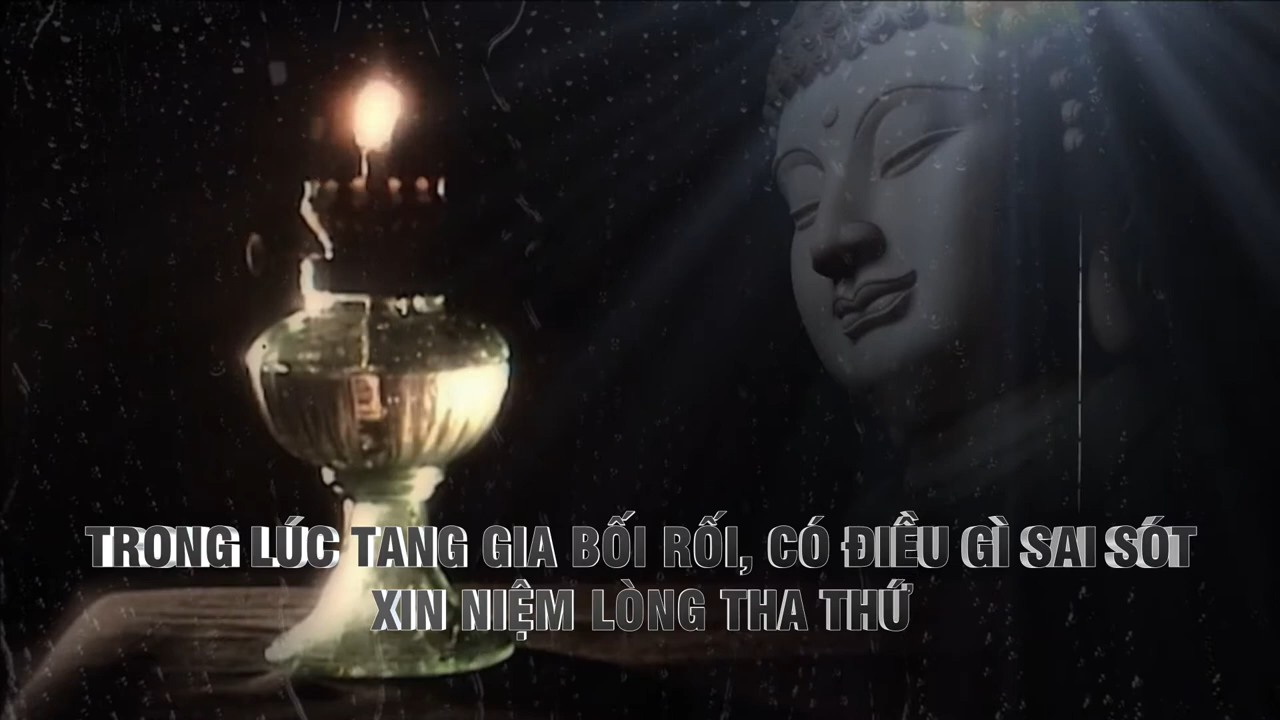 TRONG LÚC TANG GIA BỐI RỐI, CÓ ĐIỀU GÌ SAI SÓT
XIN NIỆM LÒNG THA THỨ